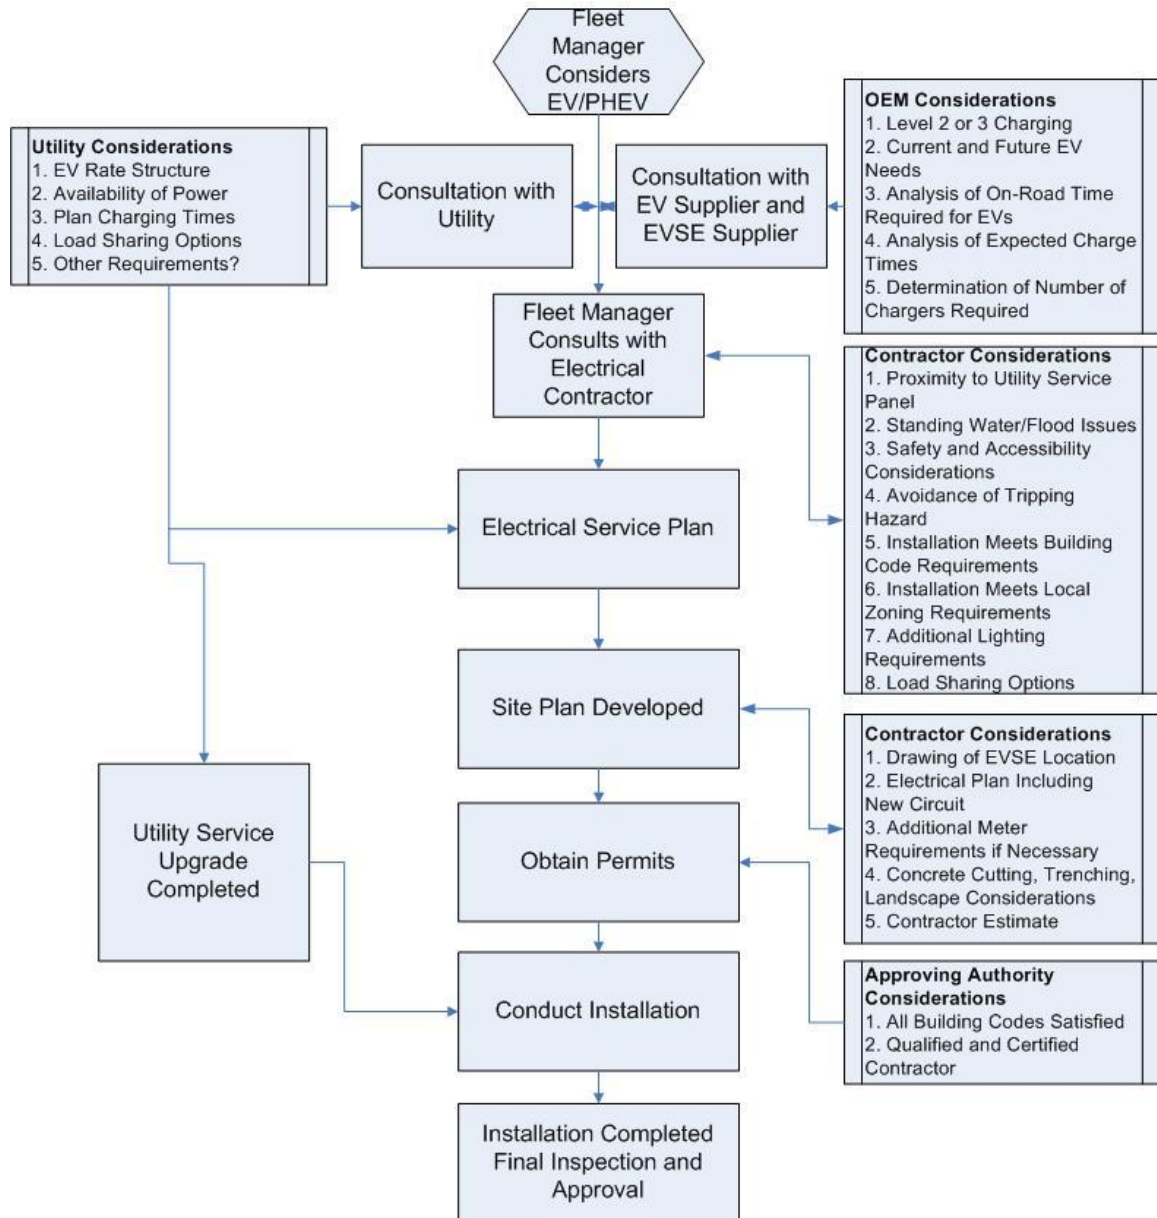 Fleet
Manager
Considers
EV/PHEV
Utility Considerations
1. EV Rate Structure
2. Availability of Power
3. Plan Charging Times
4. Load Sharing Options
5. Other Requirements?
Consultation with
Utility
Consultation with
EV Supplier and
EVSE Supplier
OEM Considerations
1. Level 2 or 3 Charging
2. Current and Future EV
Needs
3. Analysis of On-Road Time
Required for EVs
4. Analysis of Expected Charge
Times
5. Determination of Number of
Chargers Required
Fleet Manager
Consults with
Electrical
Contractor
Contractor Considerations
1. Proximity to Utility Service
Panel
2. Standing Water/Flood Issues
3. Safety and Accessibility
Considerations
4. Avoidance of Tripping
Hazard
5. Installation Meets Building
Code Requirements
6. Installation Meets Local
Zoning Requirements
7. Additional Lighting
Requirements
8. Load Sharing Options
Electrical Service Plan
Site Plan Developed
Contractor Considerations
1. Drawing of EVSE Location
2. Electrical Plan Including
New Circuit
3. Additional Meter
Requirements if Necessary
4. Concrete Cutting, Trenching,
Landscape Considerations
5. Contractor Estimate
Utility Service
Upgrade
Completed
Obtain Permits
Approving Authority
Considerations
1. All Building Codes Satisfied
2. Qualified and Certified
Contractor
Conduct Installation
Installation Completed
Final Inspection and
Approval